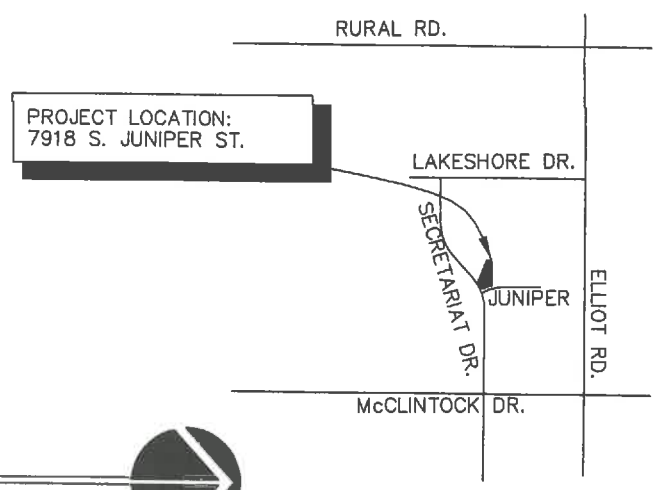 RURAL RD.
PROJECT LOCATION:
7918 S. JUNIPER ST.
LAKESHORE DR.
SECRETARIAT DR.
JUNIPER
ELLIOT RD.
McCLINTOCK DR.